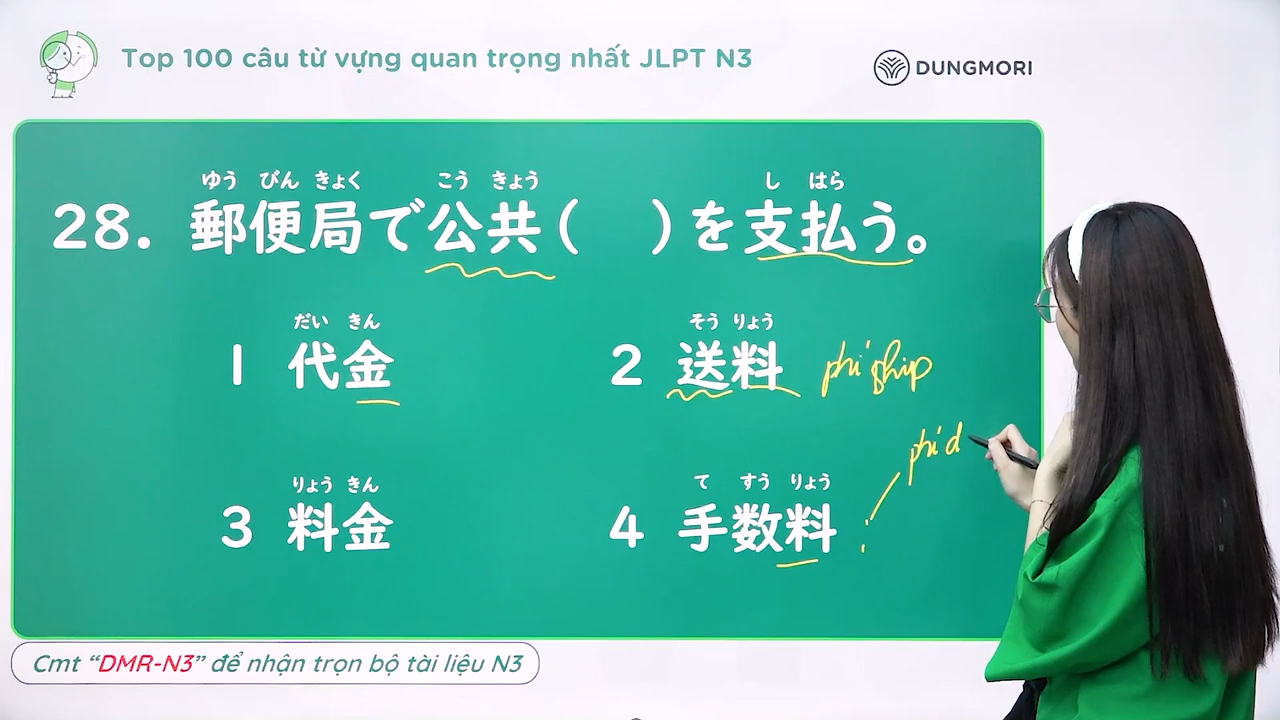 Top 100 câu từ vựng quan trọng nhất JLPT N3
DUNGMORI
ゆう びん きょく こう きょう し はら
28. 郵便局で公共( )を支払う。
だい きん
1 代金
そう りょう
2 送料 phí ship
りょう きん
3 料金
て すう りょう
4 手数料
phí d
Cmt “DMR-N3” để nhận trọn bộ tài liệu N3